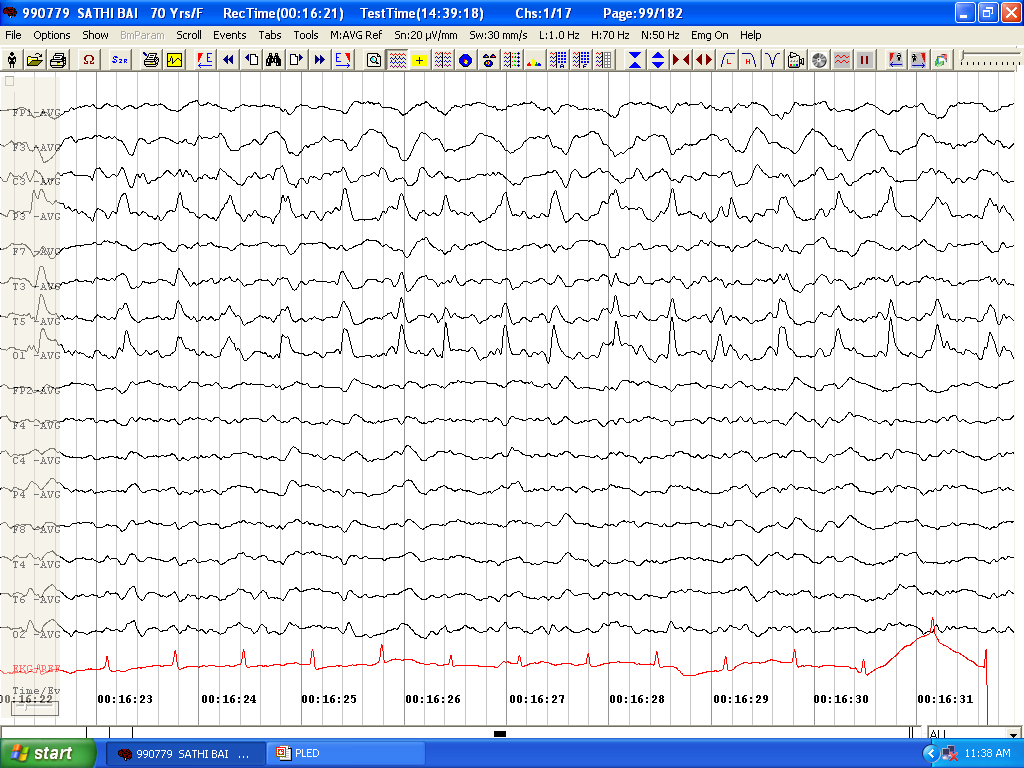 990779 SATHI BAI 70 Yrs/F RecTime(00:16:21) TestTime(14:39:18) Chs:1/17 Page:99/182
File Options Show BmParam Scroll Events Tabs Tools M:AVG Ref Sn:20 µV/mm Sw:30 mm/s L:1.0 Hz H:70 Hz N:50 Hz Emg On Help
FP1-AVG
F3 -AVG
C3 -AVG
P3 -AVG
F7 -AVG
T3 -AVG
T5 -AVG
O1 -AVG
FP2-AVG
F4 -AVG
C4 -AVG
P4 -AVG
F8 -AVG
T4 -AVG
T6 -AVG
O2 -AVG
EKG/REF
Time/Ev
00:16:22 00:16:23 00:16:24 00:16:25 00:16:26 00:16:27 00:16:28 00:16:29 00:16:30 00:16:31
ALL
start 990779 SATHI BAI ... PLED 11:38 AM